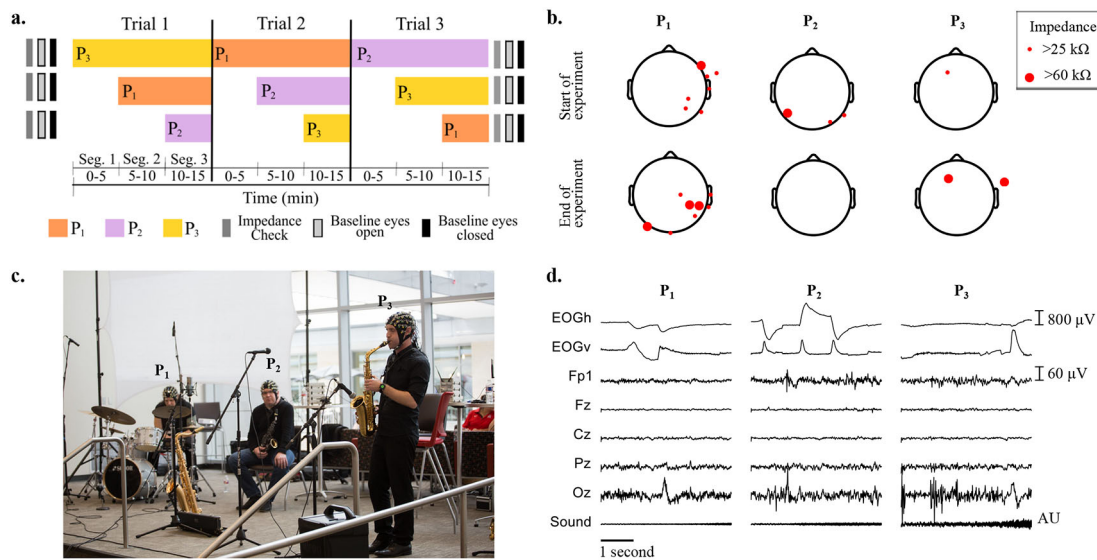 a.
Trial 1 Trial 2 Trial 3
P3 P1 P2
P1 P2 P3
P2 P3 P1
Seg. 1 Seg. 2 Seg. 3
0-5 5-10 10-15 0-5 5-10 10-15 0-5 5-10 10-15
Time (min)
P1 P2 P3 Impedance Check Baseline eyes open Baseline eyes closed
b.
P1 P2 P3
Impedance
>25 kΩ
>60 kΩ
Start of
experiment
End of
experiment
c.
P1
P2
P3
d.
P1 P2 P3
EOGh
800 µV
EOGv
Fp1
60 µV
Fz
Cz
Pz
Oz
Sound
AU
1 second